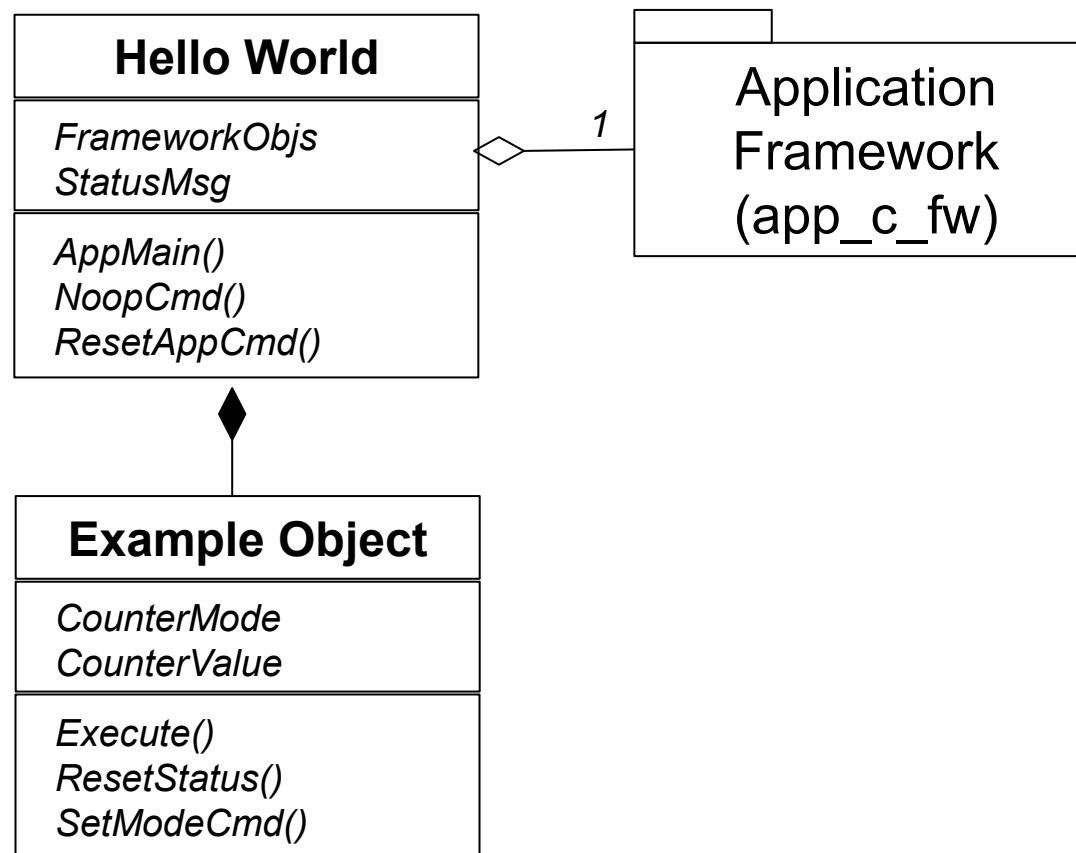 Hello World
FrameworkObjs
StatusMsg
AppMain()
NoopCmd()
ResetAppCmd()
1
Application
Framework
(app_c_fw)
Example Object
CounterMode
CounterValue
Execute()
ResetStatus()
SetModeCmd()